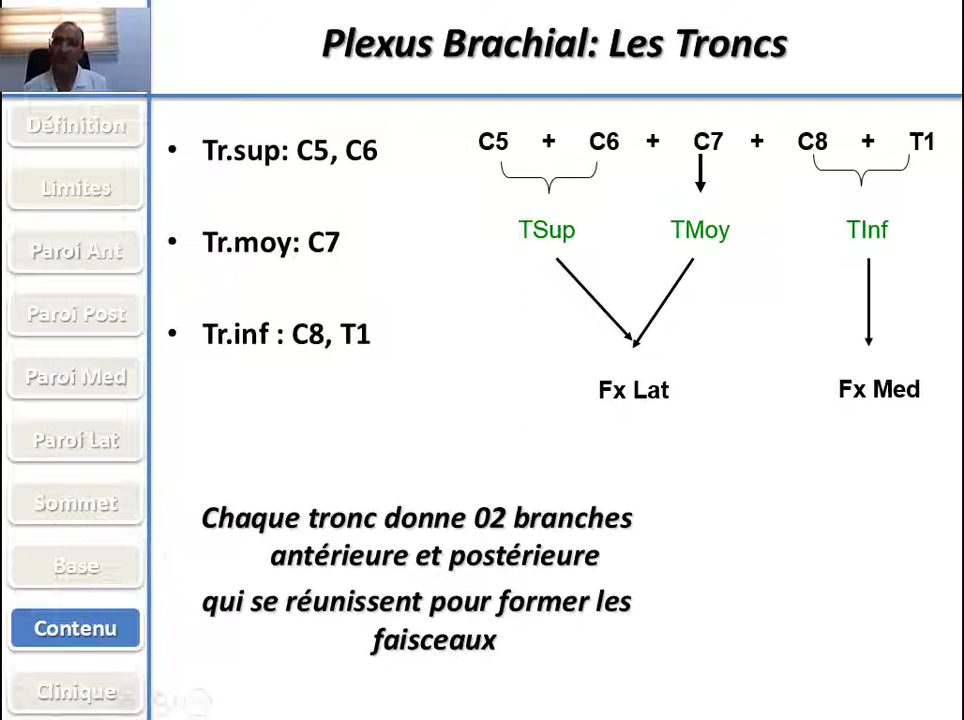 Plexus Brachial: Les Troncs
Définition
Limites
Paroi Ant
Paroi Post
Paroi Med
Paroi Lat
Sommet
Base
Contenu
Clinique
• Tr.sup: C5, C6
• Tr.moy: C7
• Tr.inf : C8, T1
C5 + C6 + C7 + C8 + T1
TSup TMoy TInf
Fx Lat Fx Med
Chaque tronc donne 02 branches
antérieure et postérieure
qui se réunissent pour former les
faisceaux